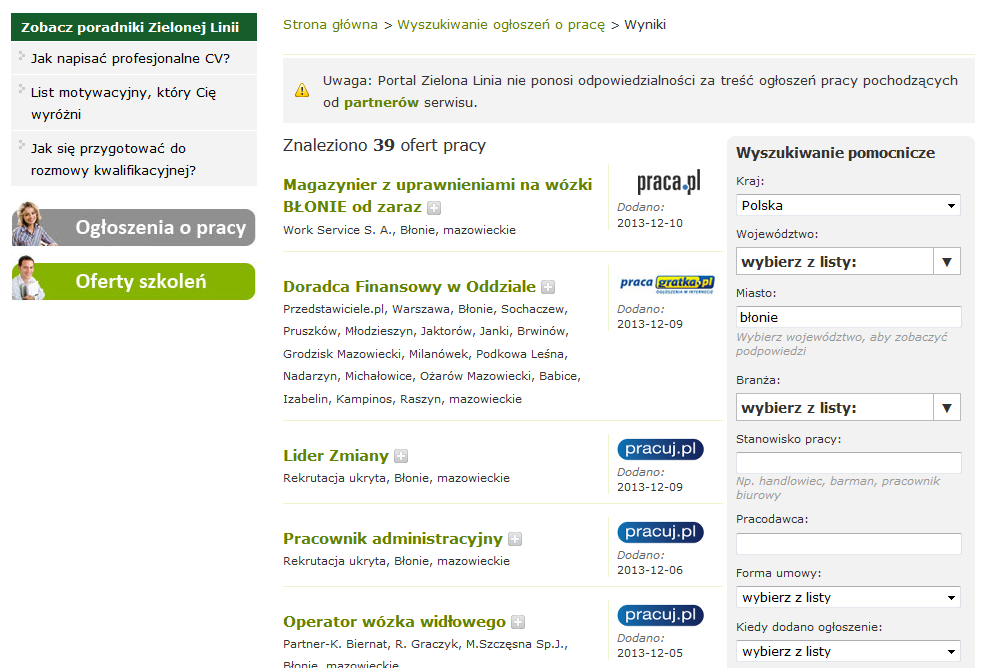 Zobacz poradniki Zielonej Linii
Jak napisać profesjonalne CV?
List motywacyjny, który Cię
wyróżni
Jak się przygotować do
rozmowy kwalifikacyjnej?
Ogłoszenia o pracy
Oferty szkoleń
Strona główna > Wyszukiwanie ogłoszeń o pracę > Wyniki
Uwaga: Portal Zielona Linia nie ponosi odpowiedzialności za treść ogłoszeń pracy pochodzących
od partnerów serwisu.
Znaleziono 39 ofert pracy
Magazynier z uprawnieniami na wózki
BŁONIE od zaraz
Work Service S. A., Błonie, mazowieckie
praca.pl
Dodano:
2013-12-10
Doradca Finansowy w Oddziale
Przedstawiciele.pl, Warszawa, Błonie, Sochaczew,
Pruszków, Młodzieszyn, Jaktorów, Janki, Brwinów,
Grodzisk Mazowiecki, Milanówek, Podkowa Leśna,
Nadarzyn, Michałowice, Ożarów Mazowiecki, Babice,
Izabelin, Kampinos, Raszyn, mazowieckie
praca gratka.pl
OGŁOSZENIA W INTERNECIE
Dodano:
2013-12-09
Lider Zmiany
Rekrutacja ukryta, Błonie, mazowieckie
pracuj.pl
Dodano:
2013-12-09
Pracownik administracyjny
Rekrutacja ukryta, Błonie, mazowieckie
pracuj.pl
Dodano:
2013-12-06
Operator wózka widłowego
Partner-K. Biernat, R. Graczyk, M.Szczęsna Sp.J.,
Błonie, mazowieckie
pracuj.pl
Dodano:
2013-12-05
Wyszukiwanie pomocnicze
Kraj:
Polska
Województwo:
wybierz z listy:
Miasto:
błonie
Wybierz województwo, aby zobaczyć
podpowiedzi
Branża:
wybierz z listy:
Stanowisko pracy:
Np. handlowiec, barman, pracownik
biurowy
Pracodawca:
Forma umowy:
wybierz z listy
Kiedy dodano ogłoszenie:
wybierz z listy